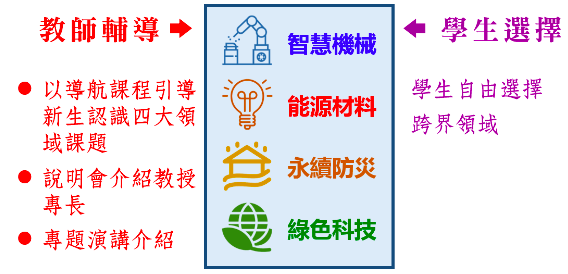 教師輔導
以導航課程引導
新生認識四大領
域課題
說明會介紹教授
專長
專題演講介紹
智慧機械
能源材料
永續防災
綠色科技
學生選擇
學生自由選擇
跨界領域